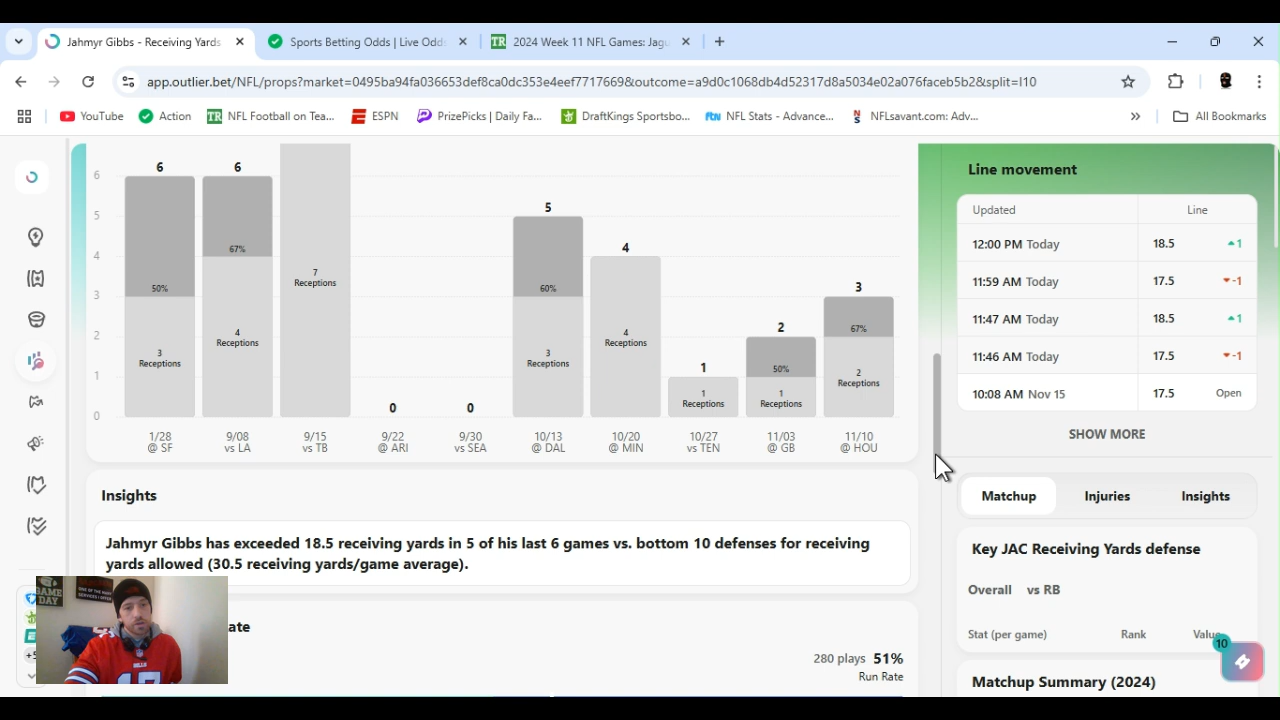 Jahmyr Gibbs - Receiving Yards
Sports Betting Odds | Live Odd
TR 2024 Week 11 NFL Games: Jagu
app.outlier.bet/NFL/props?market=0495ba94fa036653def8ca0dc353e4eef7717669&outcome=a9d0c1068db4d52317d8a5034e02a076faceb5b2&split=l10
YouTube
Action
TR NFL Football on Tea...
ESPN
PrizePicks | Daily Fa...
DraftKings Sportsbo...
ftn NFL Stats - Advance...
NFLsavant.com: Adv...
» All Bookmarks
6 5 4 3 2 1 0
6 50% 3 Receptions
6 67% 4 Receptions
7 Receptions
0
0
5 60% 3 Receptions
4 4 Receptions
1 1 Receptions
2 50% 1 Receptions
3 67% 2 Receptions
1/28 9/08 9/15 9/22 9/30 10/13 10/20 10/27 11/03 11/10
@ SF vs LA vs TB @ ARI vs SEA @ DAL @ MIN vs TEN @ GB @ HOU
Insights
Jahmyr Gibbs has exceeded 18.5 receiving yards in 5 of his last 6 games vs. bottom 10 defenses for receiving
yards allowed (30.5 receiving yards/game average).
ate
280 plays 51%
Run Rate
Line movement
Updated Line
12:00 PM Today 18.5 1
11:59 AM Today 17.5 -1
11:47 AM Today 18.5 1
11:46 AM Today 17.5 -1
10:08 AM Nov 15 17.5 Open
SHOW MORE
Matchup Injuries Insights
Key JAC Receiving Yards defense
Overall vs RB
Stat (per game) Rank Value
10
Matchup Summary (2024)
GAME
DAY